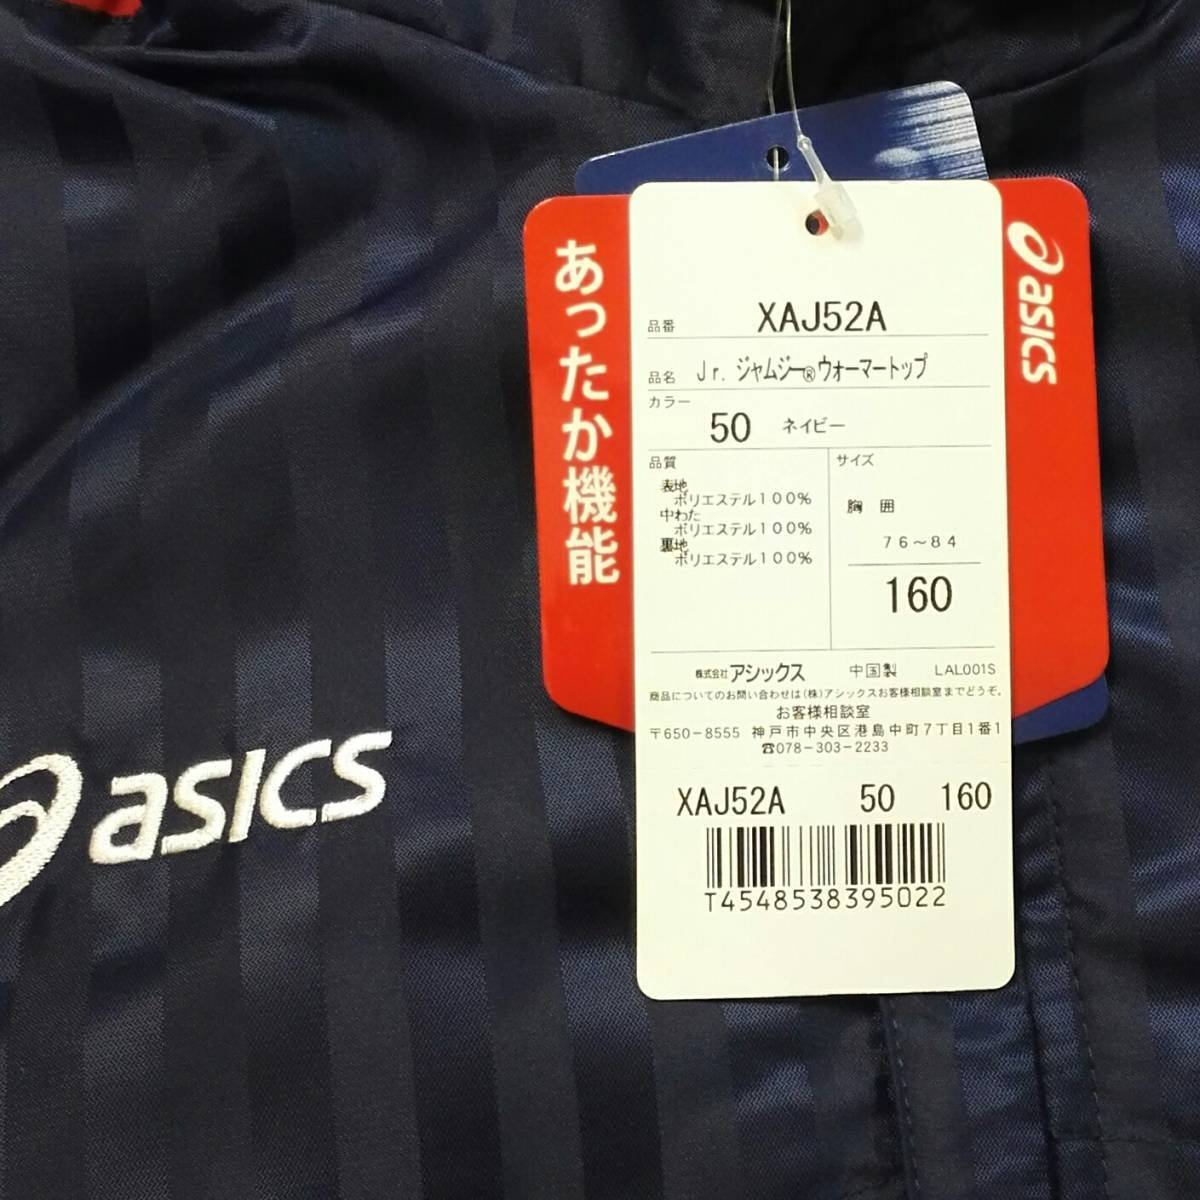 あったか機能
asics
品番 XAJ52A
品名 Jr. ジャムジー®ウォーマートップ
カラー
50 ネイビー
品質
表地
ポリエステル100%
中わた
ポリエステル100%
裏地
ポリエステル100%
サイズ
胸囲
76～84
160
株式会社アシックス 中国製 LAL001S
商品についてのお問い合わせは(株)アシックスお客様相談室までどうぞ。
お客様相談室
〒650-8555 神戸市中央区港島中町7丁目1番1
☎078-303-2233
XAJ52A 50 160
T4548538395022
asics